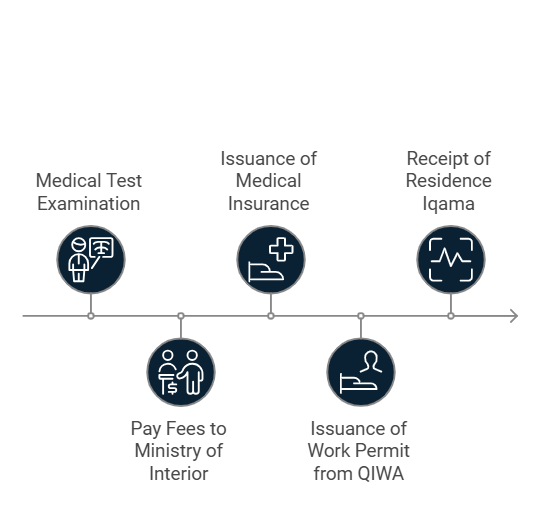 Medical Test
Examination
Pay Fees to
Ministry of
Interior
Issuance of
Medical
Insurance
Issuance of
Work Permit
from QIWA
Receipt of
Residence
Iqama